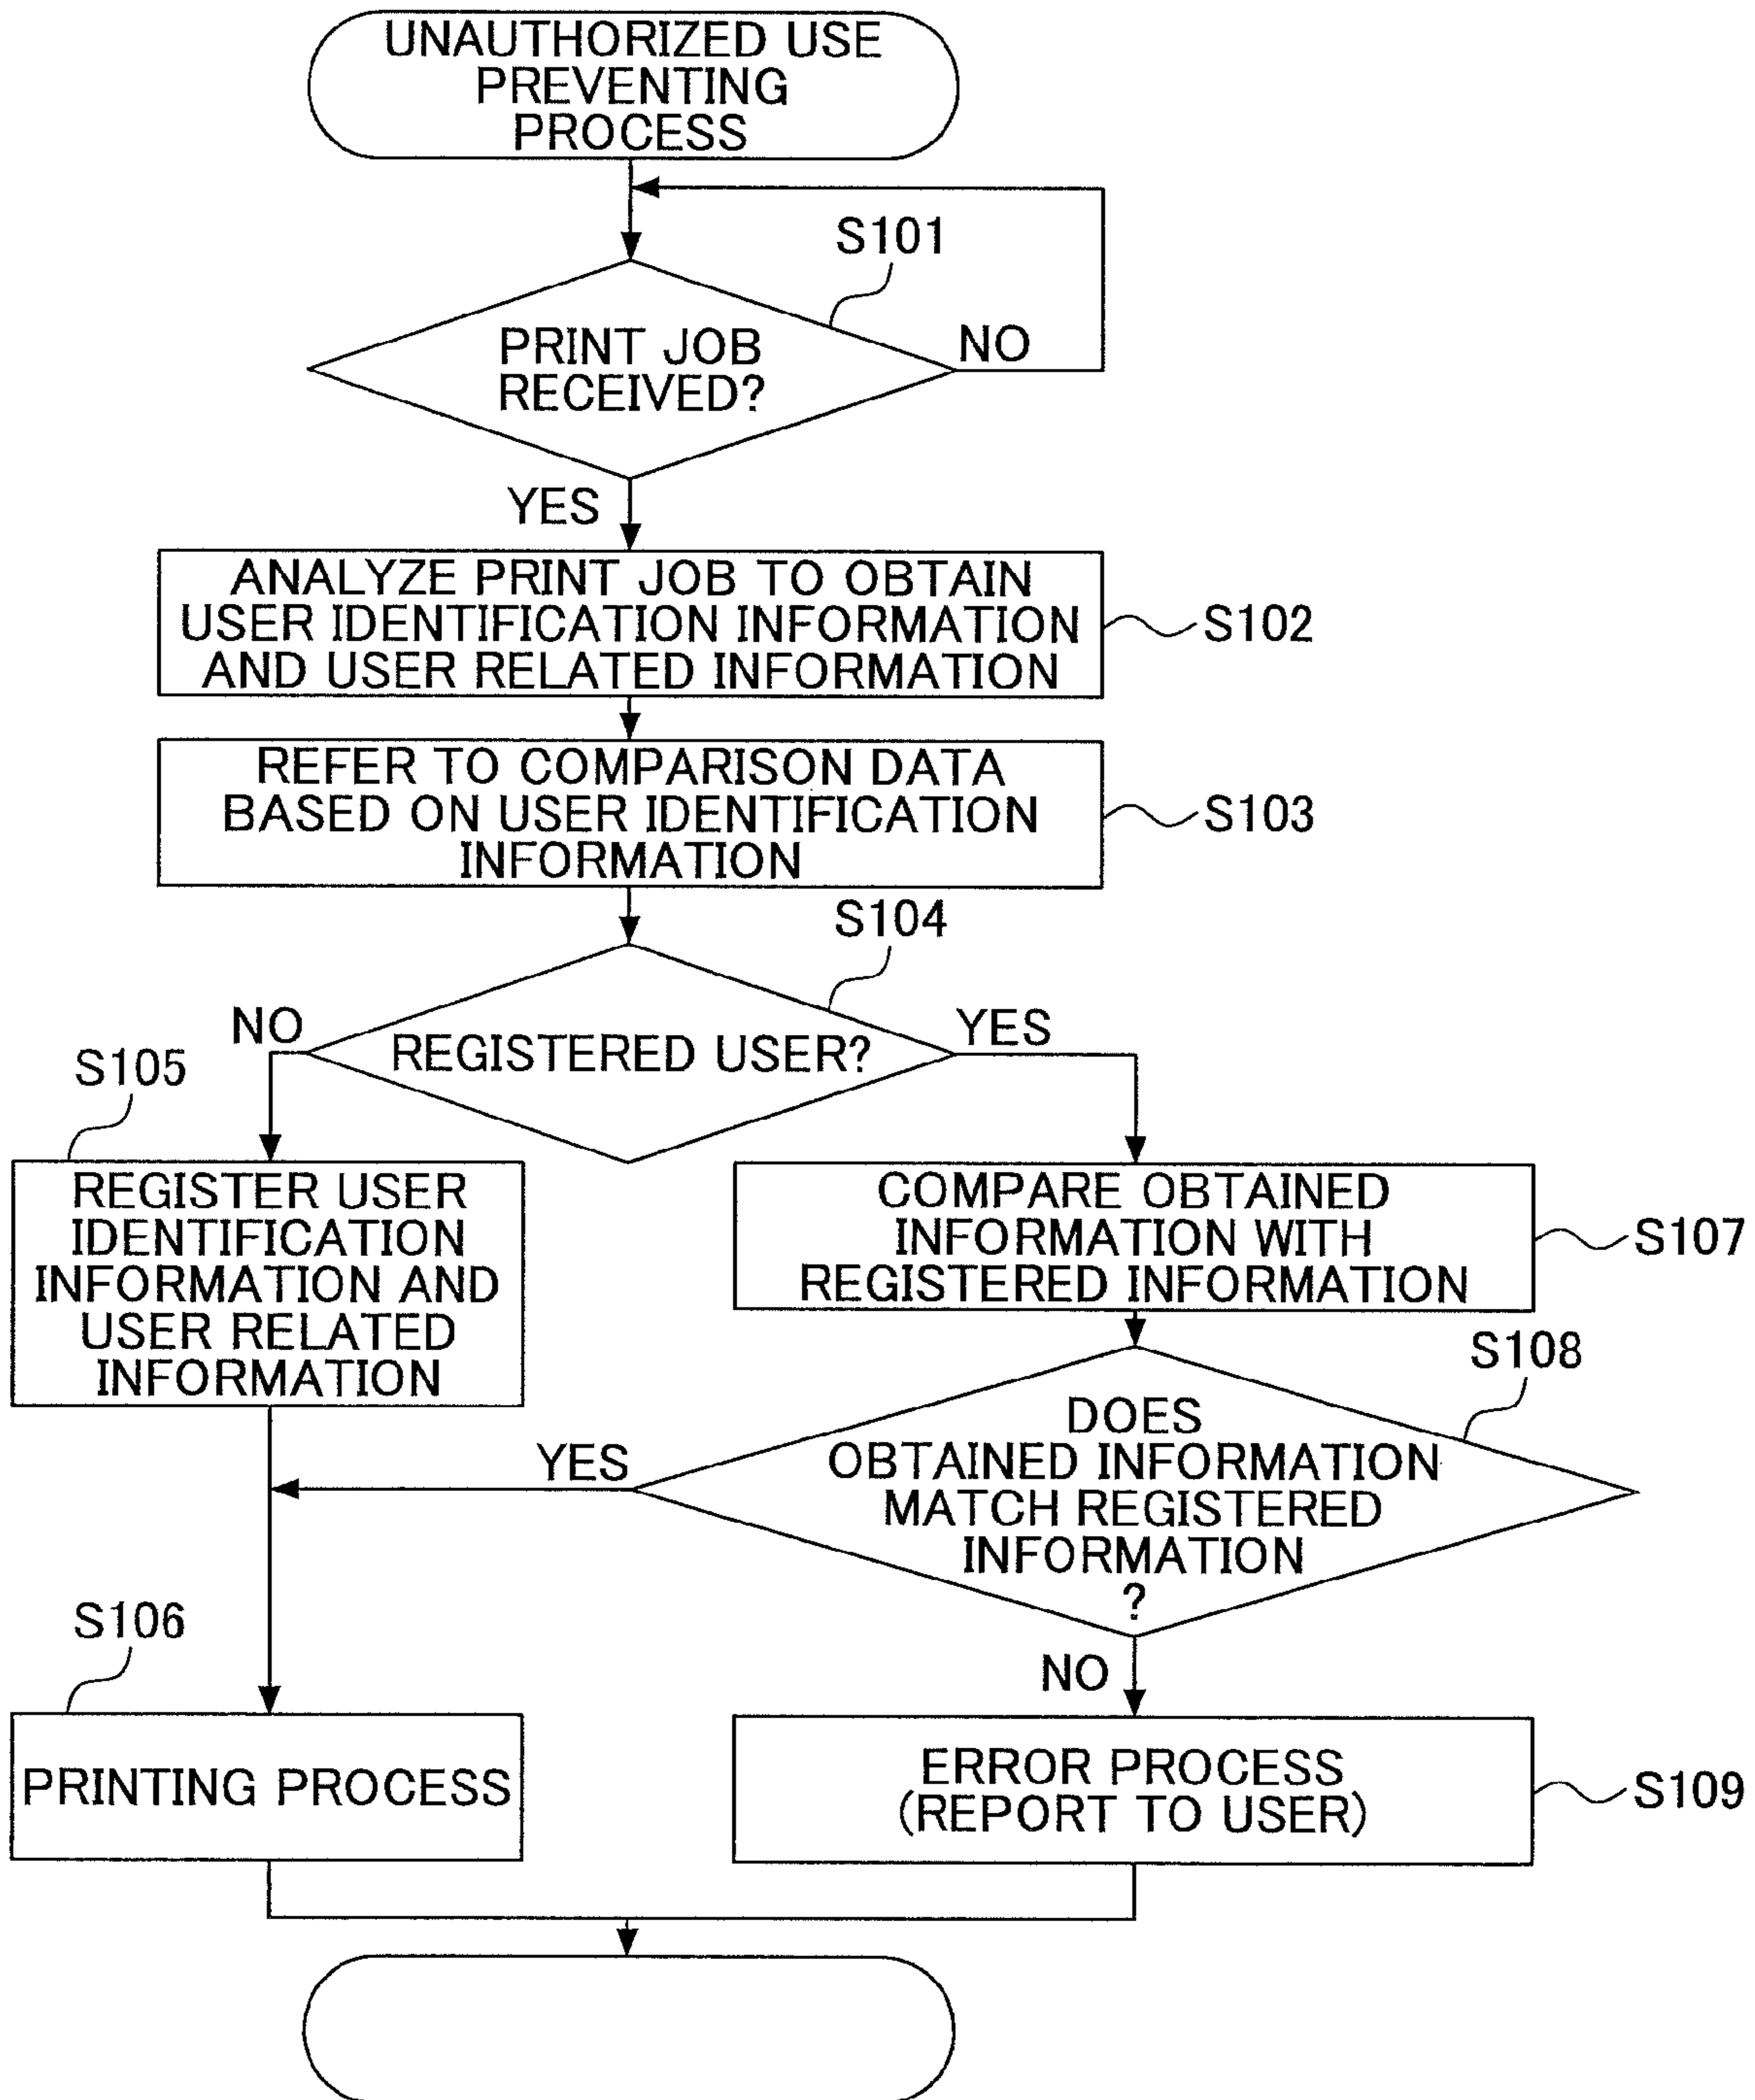 UNAUTHORIZED USE
PREVENTING
PROCESS
S101
PRINT JOB
RECEIVED?
NO
YES
ANALYZE PRINT JOB TO OBTAIN
USER IDENTIFICATION INFORMATION
AND USER RELATED INFORMATION
S102
REFER TO COMPARISON DATA
BASED ON USER IDENTIFICATION
INFORMATION
S103
S104
NO
REGISTERED USER?
YES
S105
REGISTER USER
IDENTIFICATION
INFORMATION AND
USER RELATED
INFORMATION
COMPARE OBTAINED
INFORMATION WITH
REGISTERED INFORMATION
S107
S108
DOES
OBTAINED INFORMATION
MATCH REGISTERED
INFORMATION
?
YES
NO
S106
PRINTING PROCESS
ERROR PROCESS
(REPORT TO USER)
S109